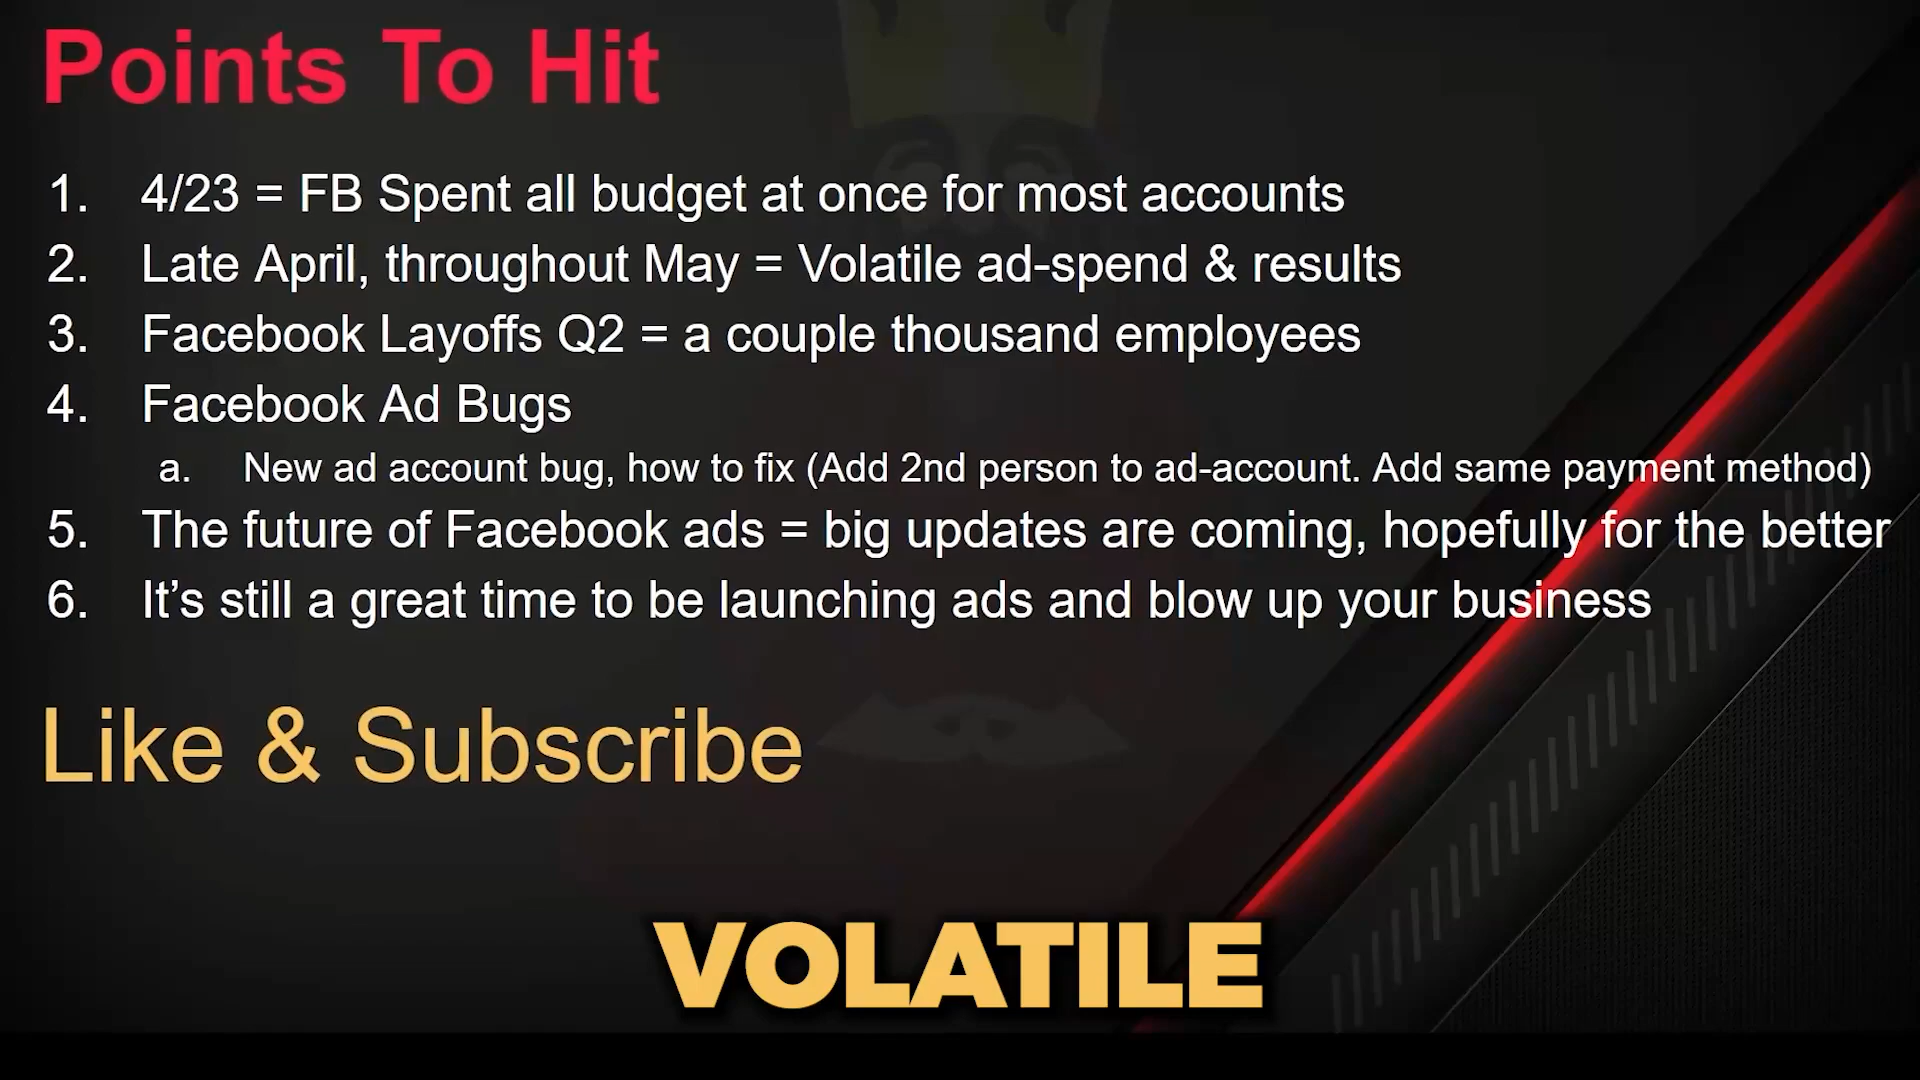 Points To Hit
1. 4/23 = FB Spent all budget at once for most accounts
2. Late April, throughout May = Volatile ad-spend & results
3. Facebook Layoffs Q2 = a couple thousand employees
4. Facebook Ad Bugs
a. New ad account bug, how to fix (Add 2nd person to ad-account. Add same payment method)
5. The future of Facebook ads = big updates are coming, hopefully for the better
6. It’s still a great time to be launching ads and blow up your business
Like & Subscribe
VOLATILE